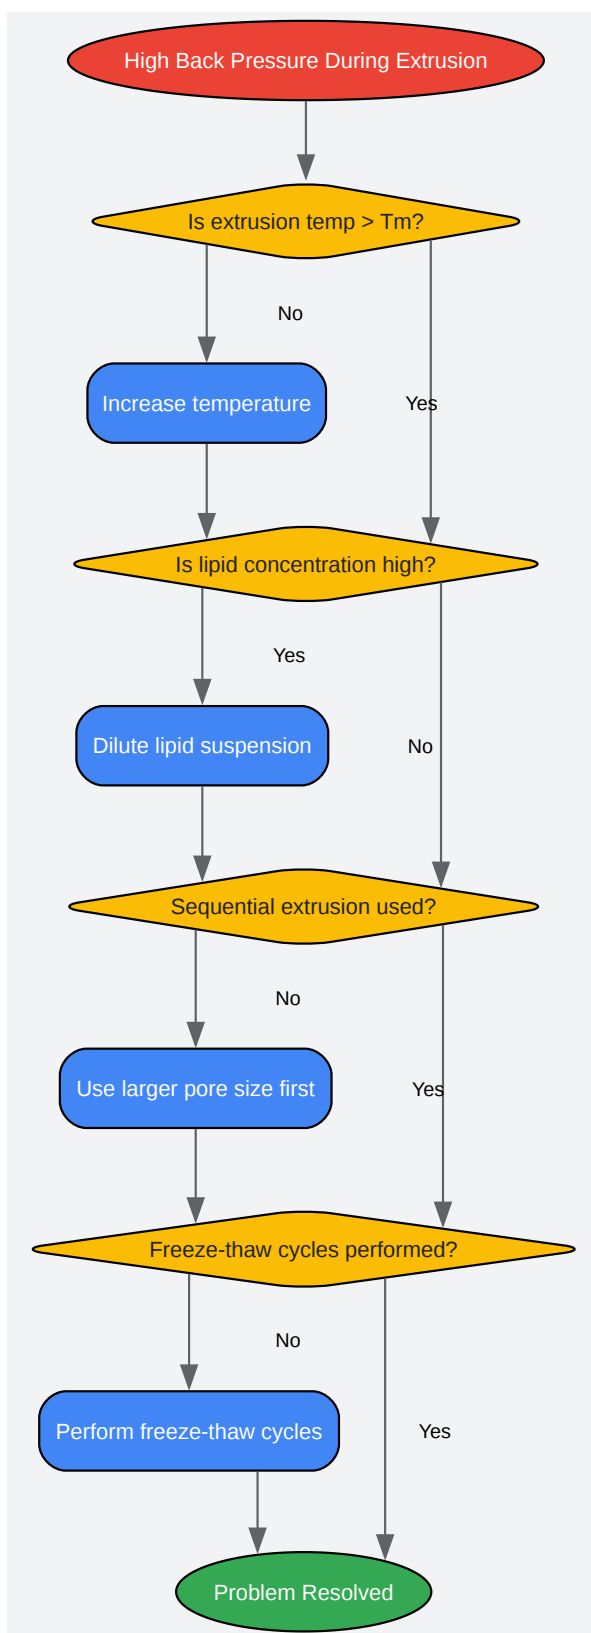 High Back Pressure During Extrusion
Is extrusion temp > Tm?
No
Increase temperature
Yes
Is lipid concentration high?
Yes
Dilute lipid suspension
No
Sequential extrusion used?
No
Use larger pore size first
Yes
Freeze-thaw cycles performed?
No
Perform freeze-thaw cycles
Yes
Problem Resolved